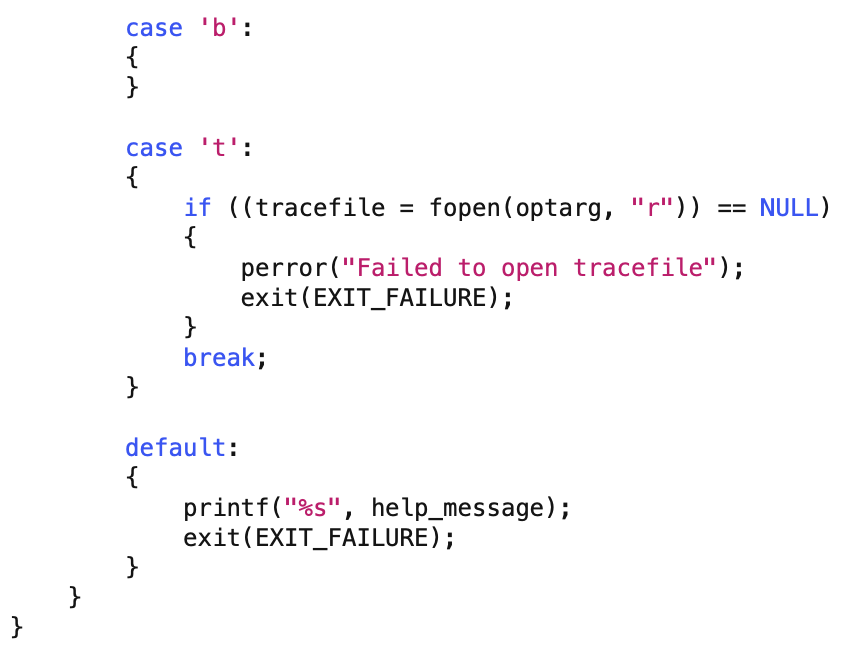 case 'b':
{
}
case 't':
{
if ((tracefile = fopen(optarg, "r")) == NULL)
{
perror("Failed to open tracefile");
exit(EXIT_FAILURE);
}
break;
}
default:
{
printf("%s", help_message);
exit(EXIT_FAILURE);
}
}
}